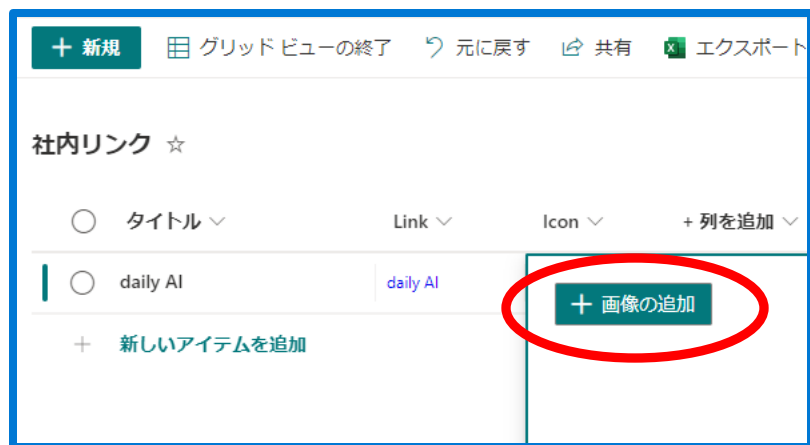 + 新規 グリッド ビューの終了 元に戻す 共有 エクスポート
社内リンク ☆
タイトル Link Icon + 列を追加
daily AI daily AI
+ 画像の追加
+ 新しいアイテムを追加